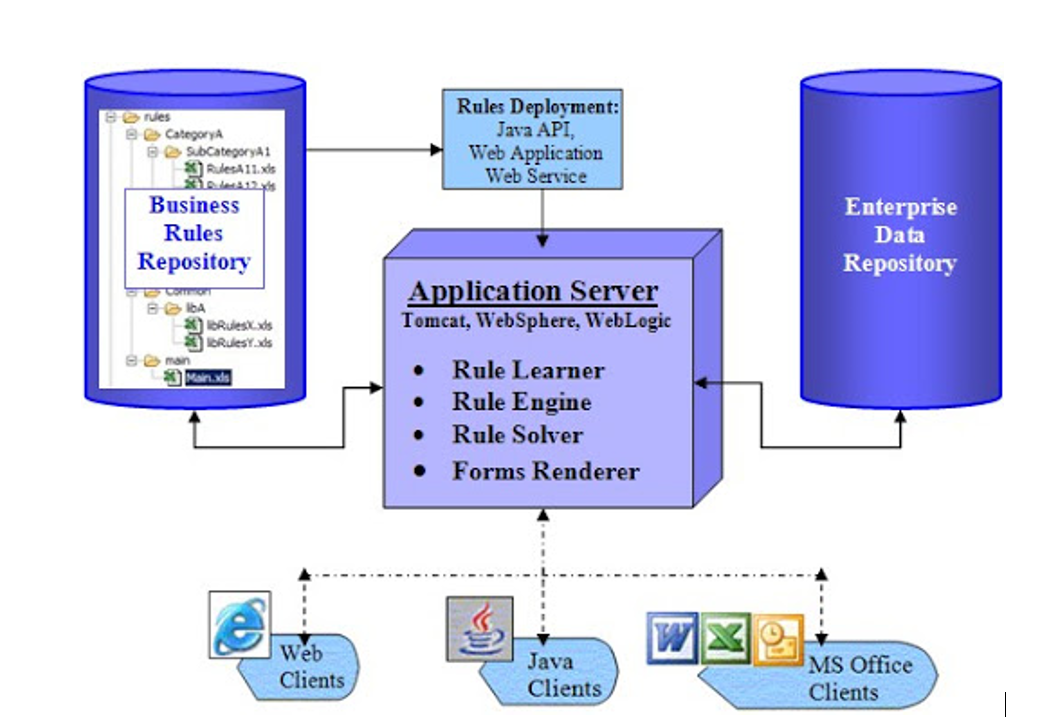 rules
CategoryA
SubCategoryA1
RulesA11.xls
RulesA12.xls
Business
Rules
Repository
Common
libA
libRulesX.xls
libRulesY.xls
main
Main.xls
Rules Deployment:
Java API,
Web Application
Web Service
Application Server
Tomcat, WebSphere, WebLogic
• Rule Learner
• Rule Engine
• Rule Solver
• Forms Renderer
Enterprise
Data
Repository
Web
Clients
Java
Clients
W
X
MS Office
Clients